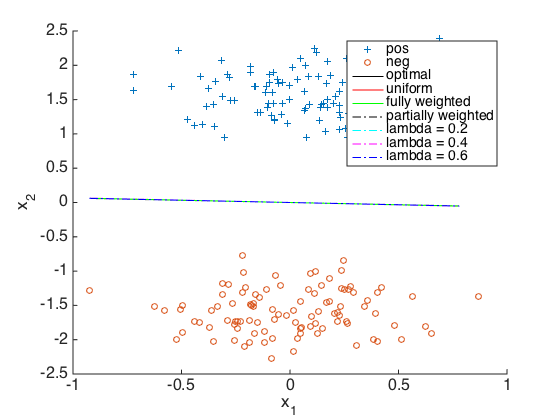 2.5
2
1.5
1
0.5
0
-0.5
-1
-1.5
-2
-2.5
x2
-1
-0.5
0
0.5
1
x1
pos
neg
optimal
uniform
fully weighted
partially weighted
lambda = 0.2
lambda = 0.4
lambda = 0.6